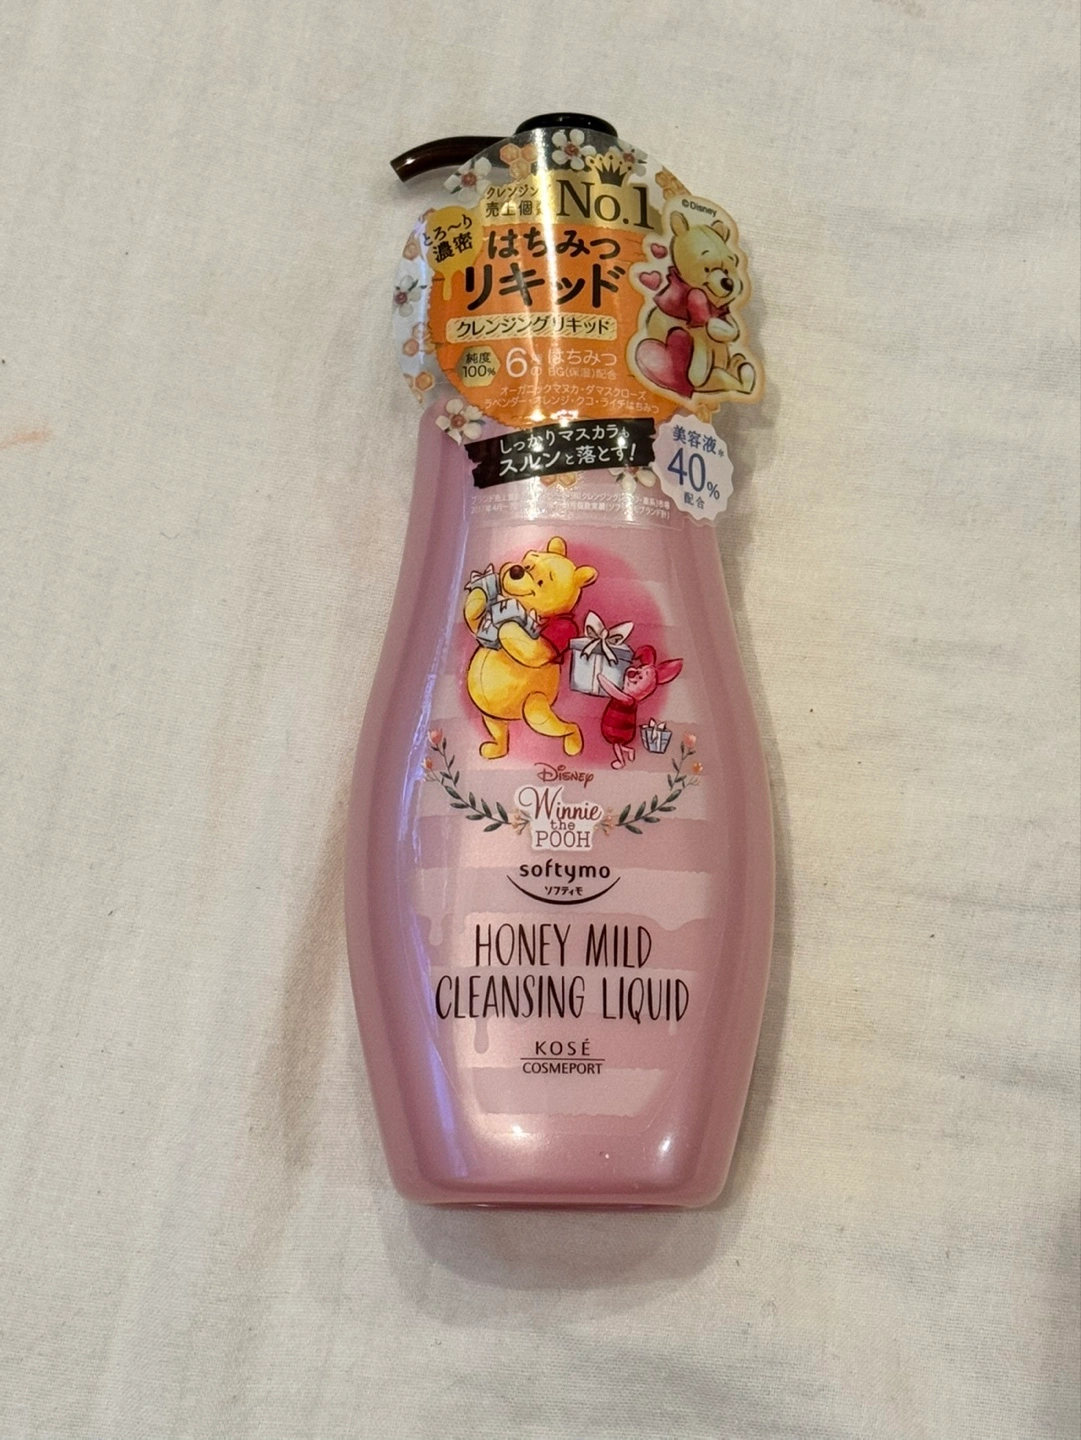 ©Disney
クレンジング
売上個数
No.1
とろ～り
濃密
はちみつ
リキッド
クレンジングリキッド
純度
100%
6種の
はちみつ
BG(保湿)配合
オーガニックマヌカ・ダマスクローズ
ラベンダー・オレンジ・クコ・ライチはちみつ
しっかりマスカラも
スルンと落とす!
美容液※
40%
配合
Disney
Winnie
the
POOH
softymo
ソフティモ
HONEY MILD
CLEANSING LIQUID
KOSÉ
COSMEPORT